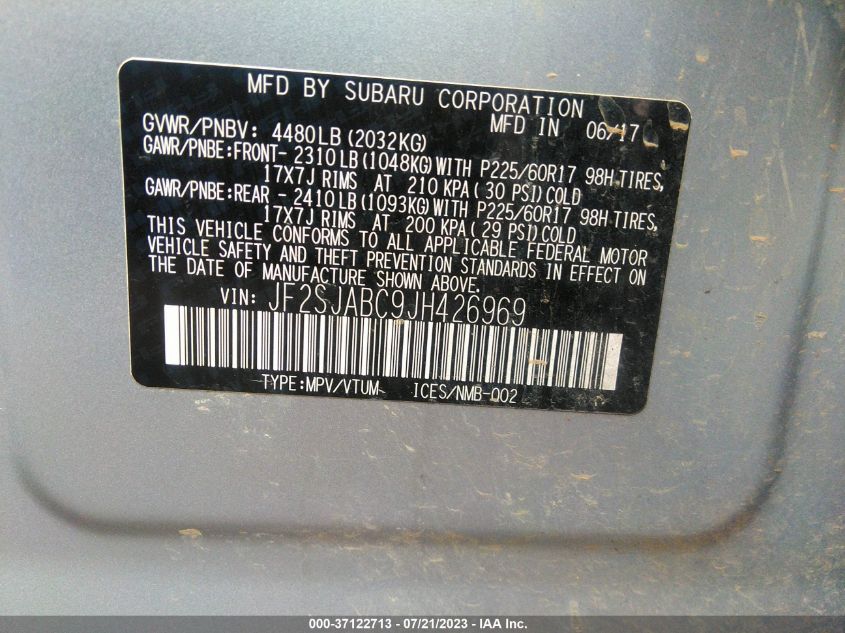 MFD BY SUBARU CORPORATION
MFD IN 06/17
GVWR/PNBV: 4480LB(2032KG)
GAWR/PNBE:FRONT- 2310LB(1048KG)WITH P225/60R17 98H TIRES,
17X7J RIMS AT 210 KPA( 30 PSI)COLD
GAWR/PNBE:REAR - 2410LB(1093KG)WITH P225/60R17 98H TIRES,
17X7J RIMS AT 200 KPA( 29 PSI)COLD
THIS VEHICLE CONFORMS TO ALL APPLICABLE FEDERAL MOTOR
VEHICLE SAFETY AND THEFT PREVENTION STANDARDS IN EFFECT ON
THE DATE OF MANUFACTURE SHOWN ABOVE.
VIN: JF2SJABC9JH426969
TYPE:MPV/VTUM ICES/NMB-002
000-37122713 - 07/21/2023 - IAA Inc.